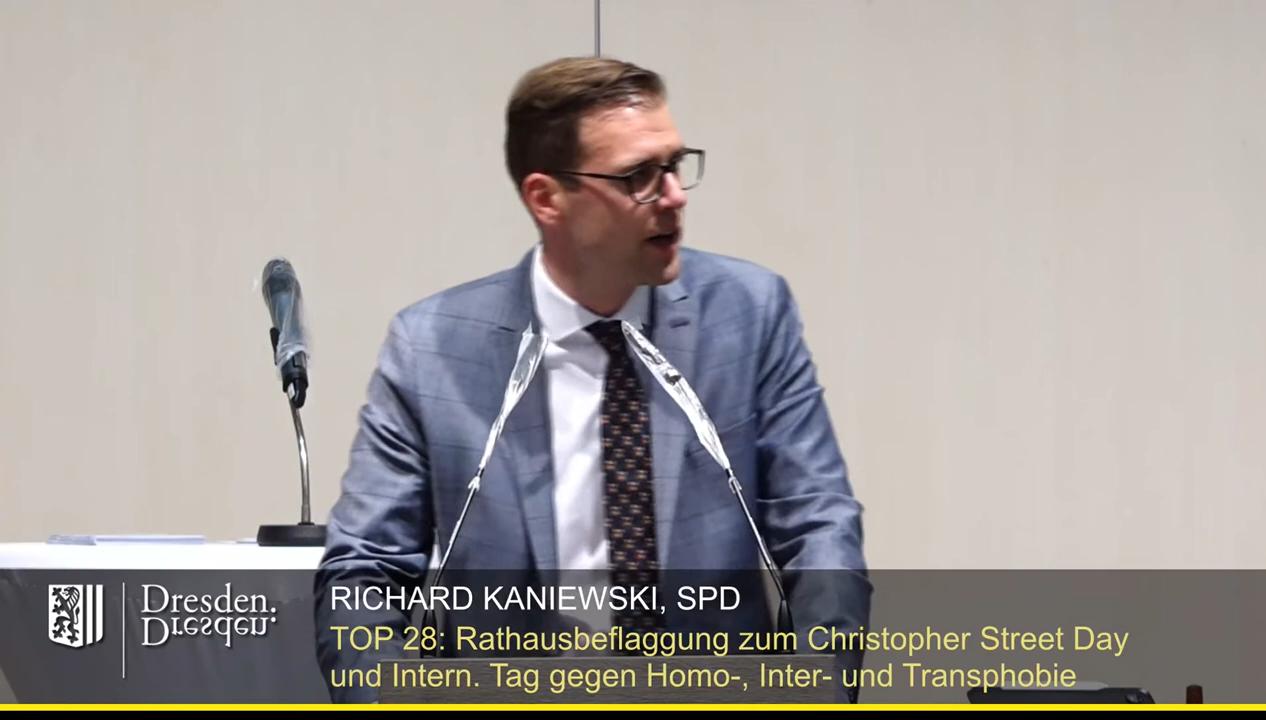 Dresden.
Dresden.
RICHARD KANIEWSKI, SPD
TOP 28: Rathausbeflaggung zum Christopher Street Day
und Intern. Tag gegen Homo-, Inter- und Transphobie